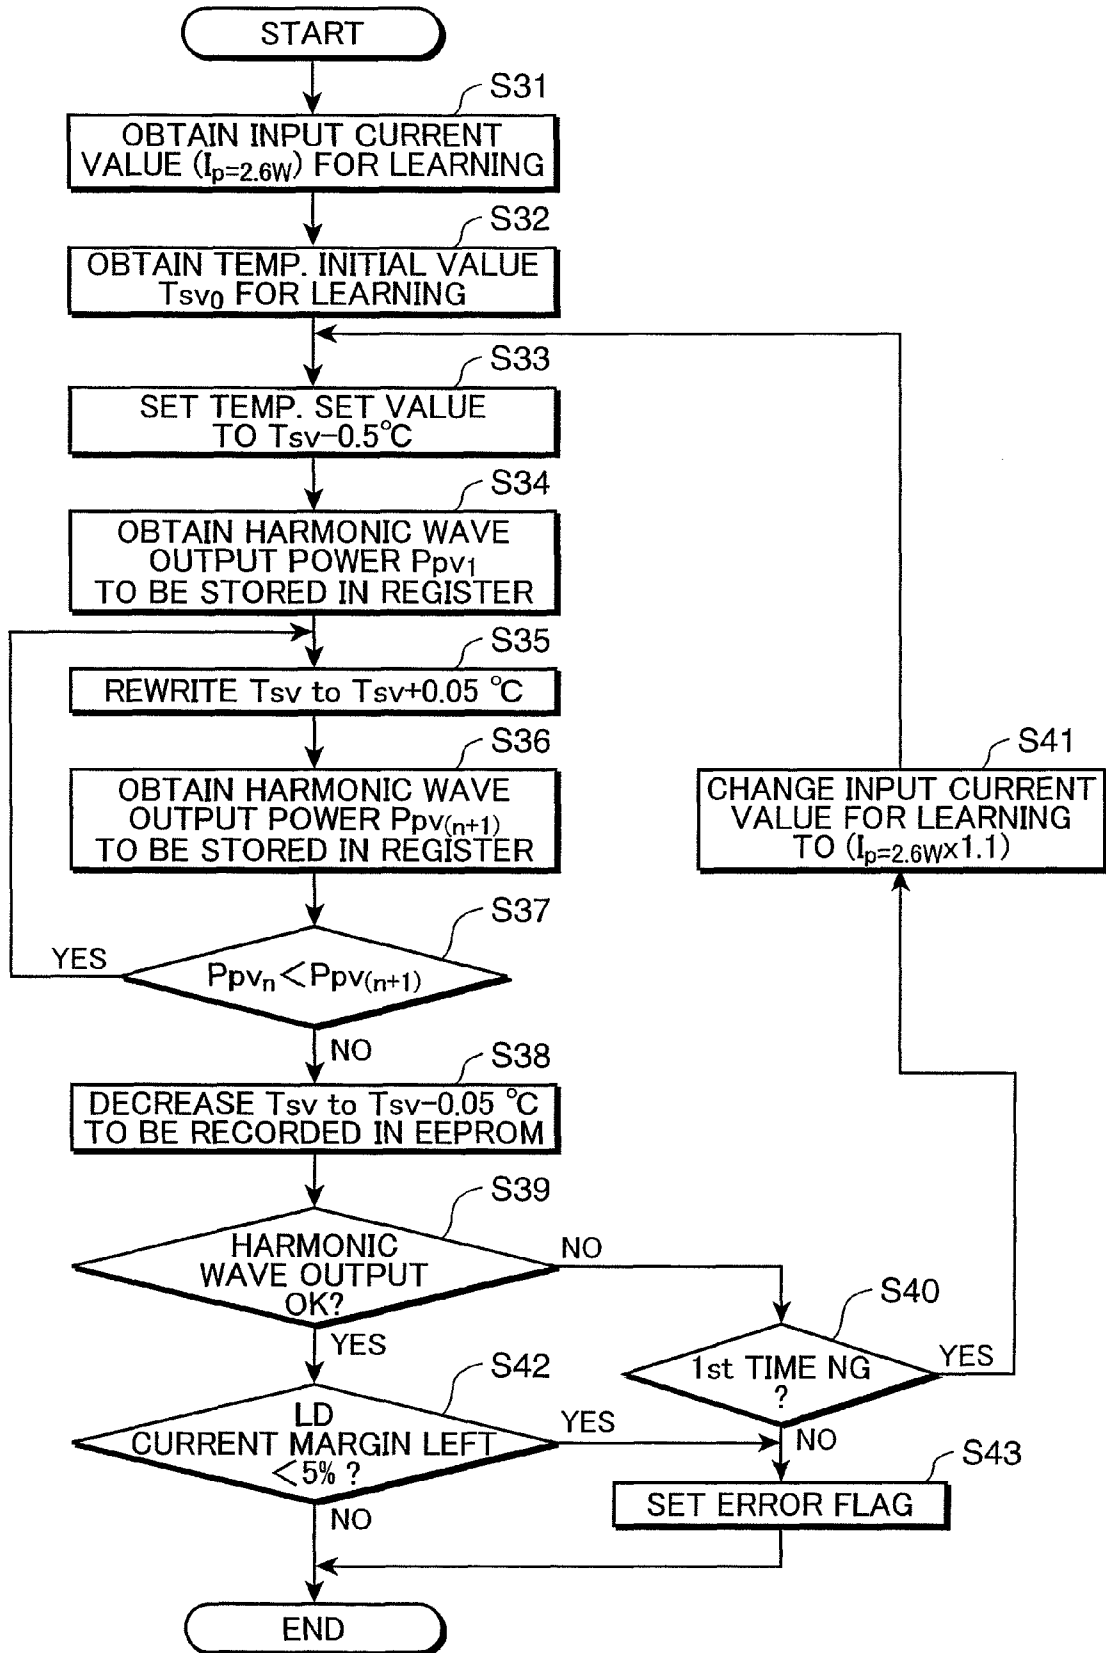 START
S31
OBTAIN INPUT CURRENT
VALUE (Ip=2.6W) FOR LEARNING
S32
OBTAIN TEMP. INITIAL VALUE
Tsv0 FOR LEARNING
S33
SET TEMP. SET VALUE
TO Tsv-0.5℃
S34
OBTAIN HARMONIC WAVE
OUTPUT POWER Ppv1
TO BE STORED IN REGISTER
S35
REWRITE Tsv to Tsv+0.05 ℃
S36
OBTAIN HARMONIC WAVE
OUTPUT POWER Ppv(n+1)
TO BE STORED IN REGISTER
S41
CHANGE INPUT CURRENT
VALUE FOR LEARNING
TO (Ip=2.6W×1.1)
S37
YES
Ppvn<Ppv(n+1)
NO
S38
DECREASE Tsv to Tsv-0.05 ℃
TO BE RECORDED IN EEPROM
S39
HARMONIC
WAVE OUTPUT
OK?
NO
YES
S40
1st TIME NG
?
YES
NO
S42
LD
CURRENT MARGIN LEFT
<5% ?
YES
NO
S43
SET ERROR FLAG
END